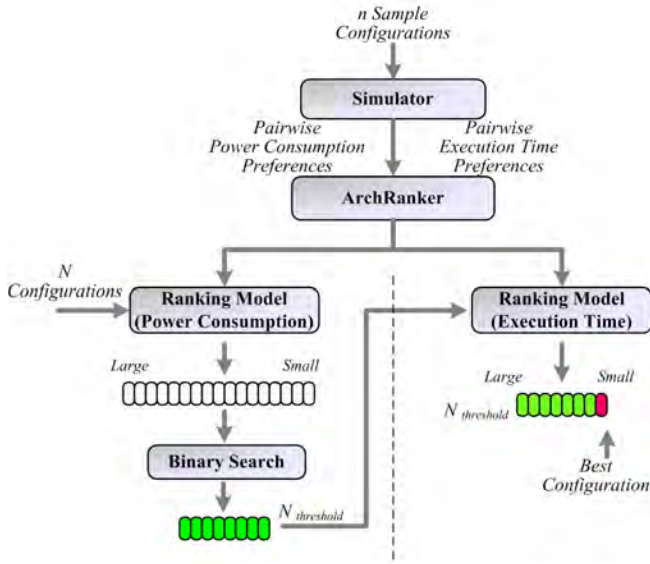 n Sample
Configurations
Simulator
Pairwise
Power Consumption
Preferences
Pairwise
Execution Time
Preferences
ArchRanker
N
Configurations
Ranking Model
(Power Consumption)
Ranking Model
(Execution Time)
Large
Small
Large
Small
N threshold
Binary Search
N threshold
Best
Configuration